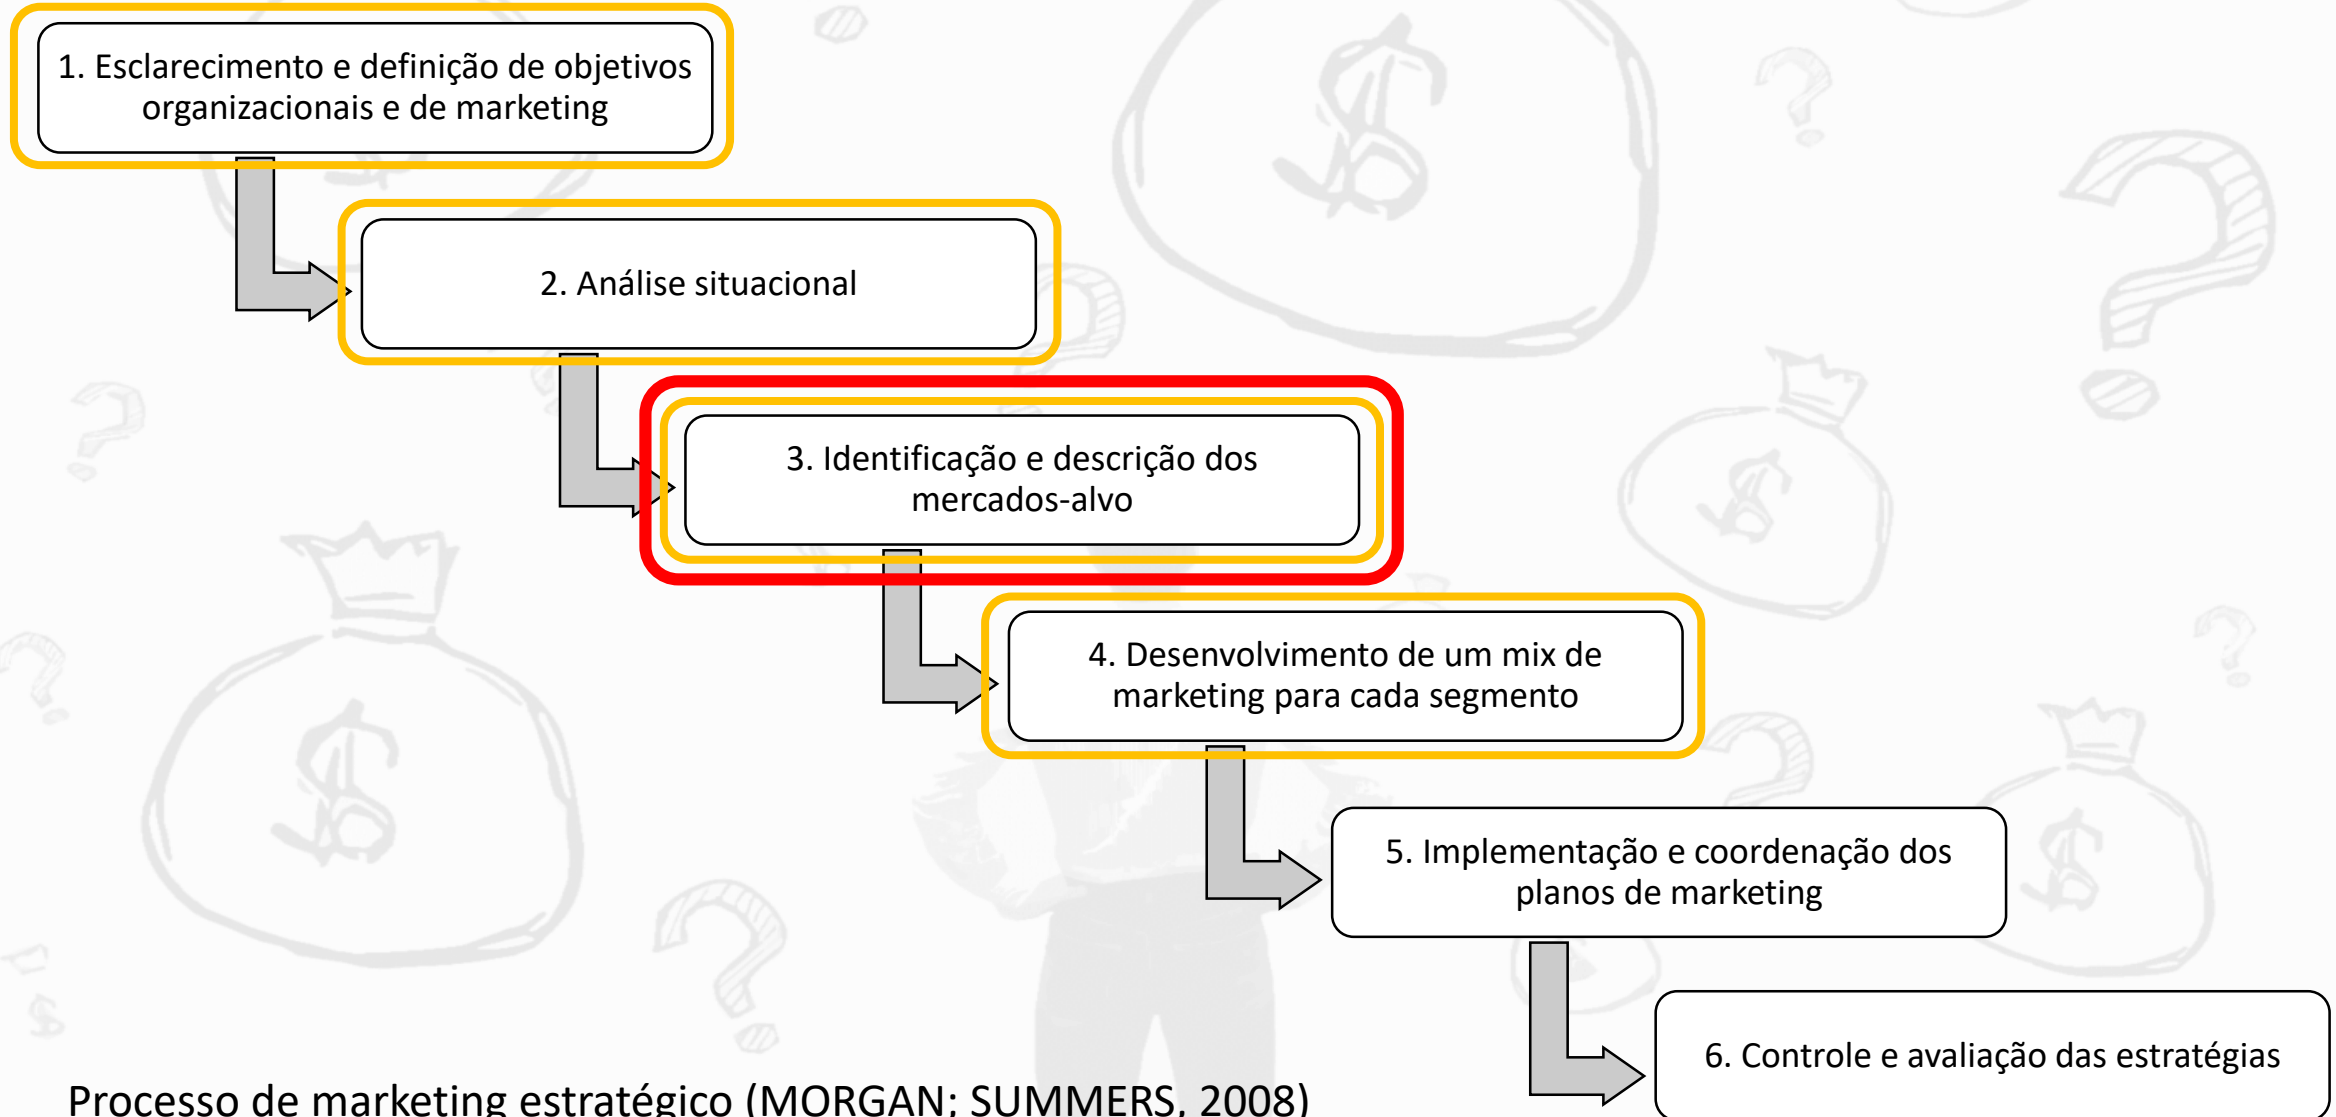 1. Esclarecimento e definição de objetivos
organizacionais e de marketing
2. Análise situacional
3. Identificação e descrição dos
mercados-alvo
4. Desenvolvimento de um mix de
marketing para cada segmento
5. Implementação e coordenação dos
planos de marketing
6. Controle e avaliação das estratégias
Processo de marketing estratégico (MORGAN; SUMMERS, 2008)